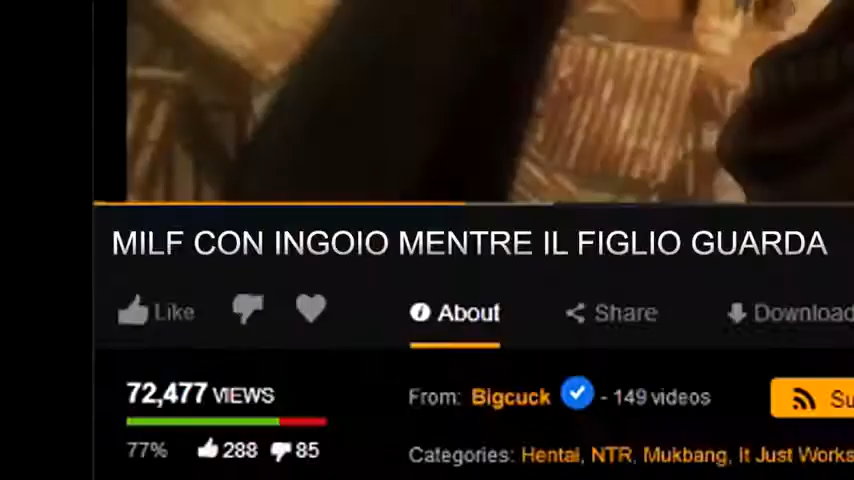 MILF CON INGOIO MENTRE IL FIGLIO GUARDA
Like About Share Download
72,477 VIEWS From: Bigcuck - 149 videos
77% 288 85 Categories: Hentai, NTR, Mukbang, It Just Works